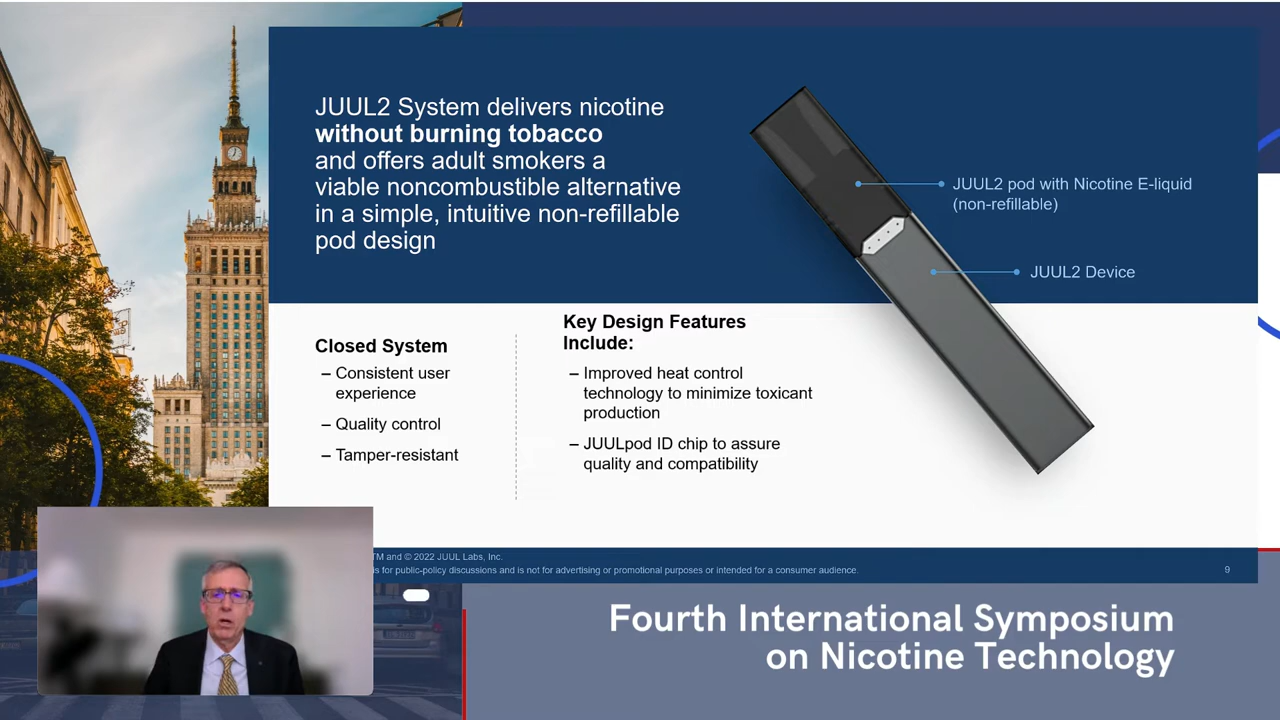 JUUL2 System delivers nicotine
without burning tobacco
and offers adult smokers a
viable noncombustible alternative
in a simple, intuitive non-refillable
pod design
JUUL2 pod with Nicotine E-liquid
(non-refillable)
JUUL2 Device
Closed System
– Consistent user
experience
– Quality control
– Tamper-resistant
Key Design Features
Include:
– Improved heat control
technology to minimize toxicant
production
– JUULpod ID chip to assure
quality and compatibility
TM and © 2022 JUUL Labs, Inc.
is for public-policy discussions and is not for advertising or promotional purposes or intended for a consumer audience.
9
Fourth International Symposium
on Nicotine Technology